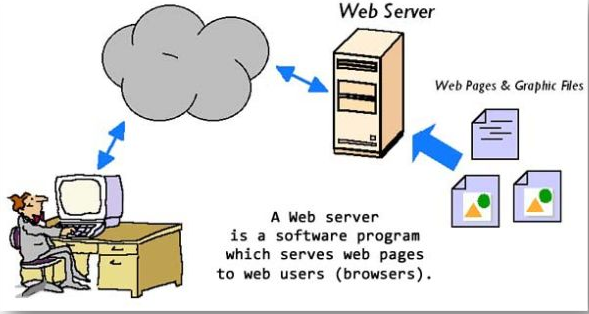 Web Server
Web Pages & Graphic Files
A Web server
is a software program
which serves web pages
to web users (browsers).